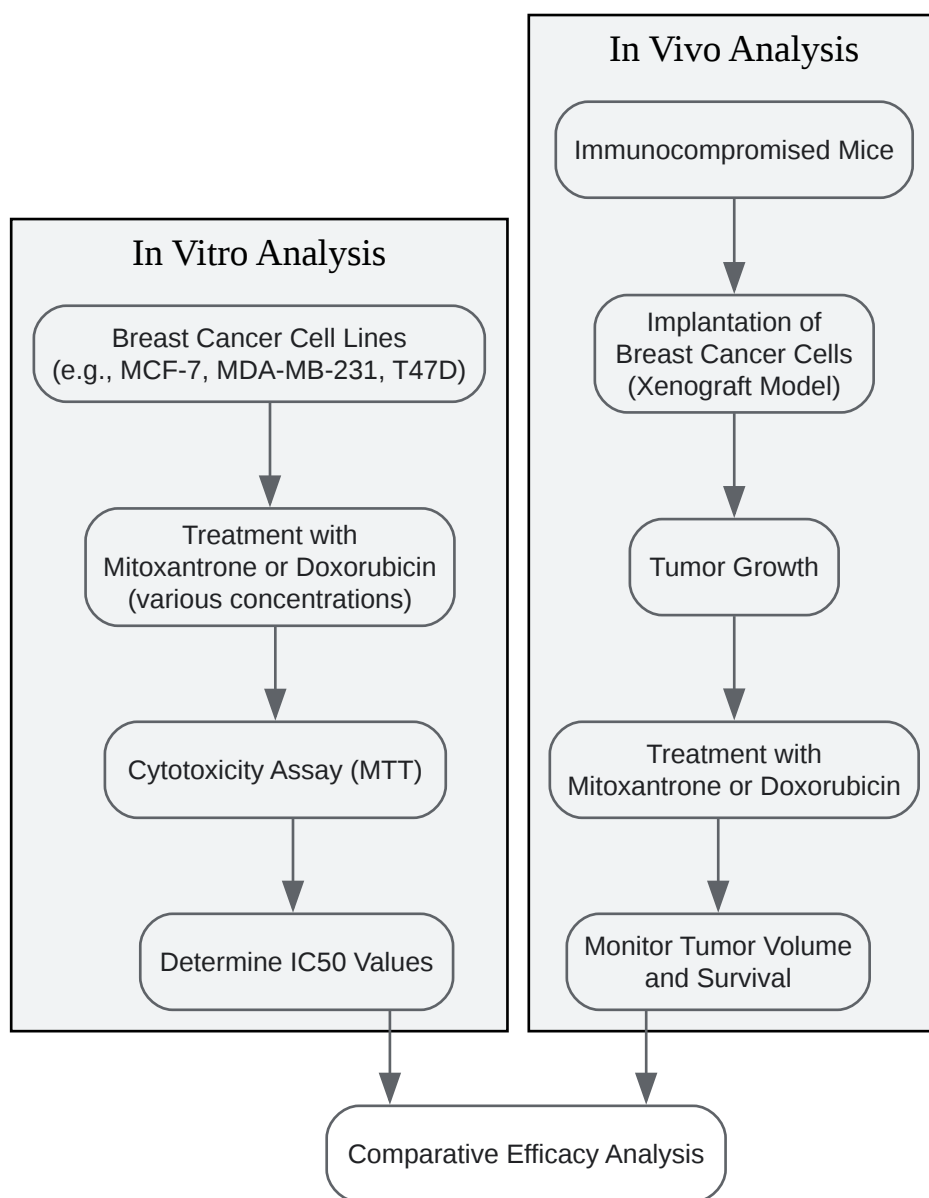 In Vitro Analysis
Breast Cancer Cell Lines
(e.g., MCF-7, MDA-MB-231, T47D)
Treatment with
Mitoxantrone or Doxorubicin
(various concentrations)
Cytotoxicity Assay (MTT)
Determine IC50 Values
In Vivo Analysis
Immunocompromised Mice
Implantation of
Breast Cancer Cells
(Xenograft Model)
Tumor Growth
Treatment with
Mitoxantrone or Doxorubicin
Monitor Tumor Volume
and Survival
Comparative Efficacy Analysis